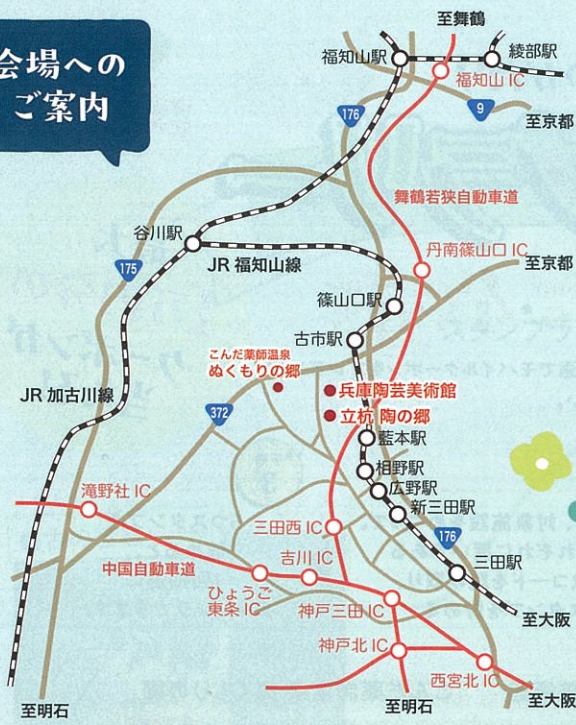 会場への
ご案内
至舞鶴
福知山駅
綾部駅
福知山 IC
176
9
至京都
舞鶴若狭自動車道
谷川駅
JR 福知山線
丹南篠山口 IC
至京都
175
篠山口駅
古市駅
こんだ薬師温泉
ぬくもりの郷
兵庫陶芸美術館
立杭 陶の郷
JR 加古川線
372
藍本駅
相野駅
広野駅
新三田駅
滝野社 IC
三田西 IC
176
吉川 IC
三田駅
中国自動車道
ひょうご
東条 IC
神戸三田 IC
至大阪
神戸北 IC
西宮北 IC
至明石
至明石
至大阪